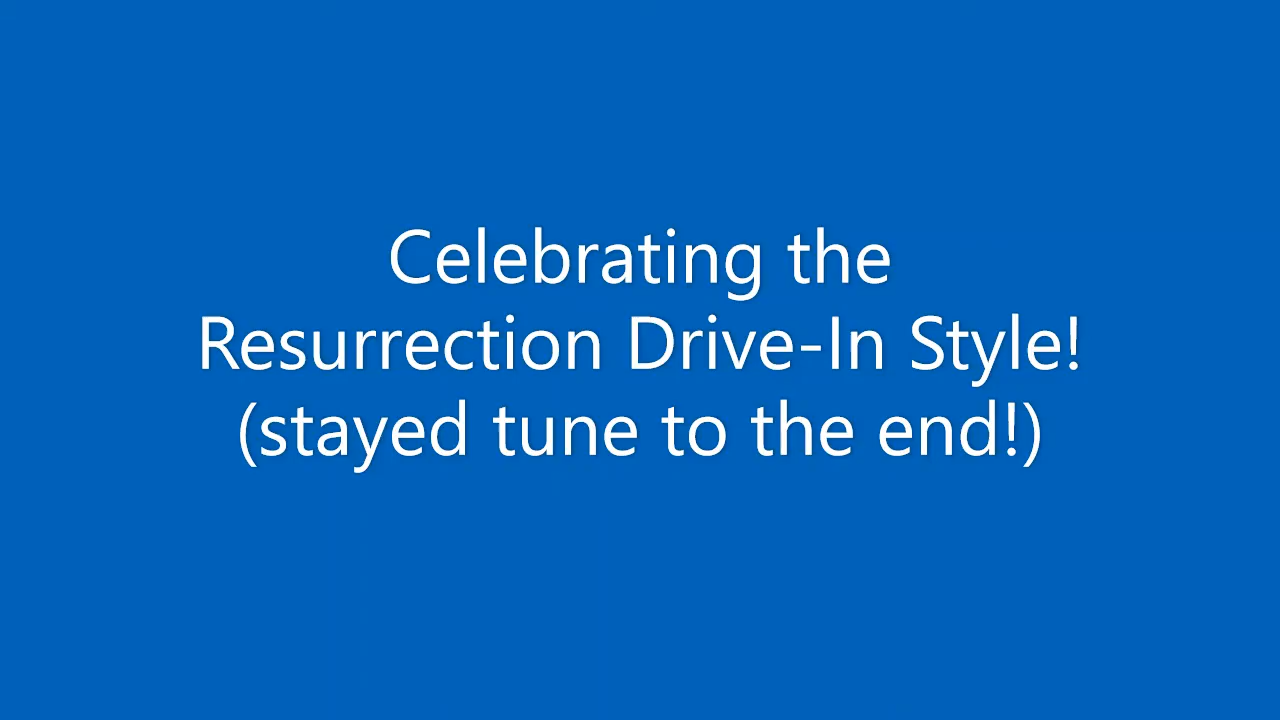 Celebrating the
Resurrection Drive-In Style!
(stayed tune to the end!)